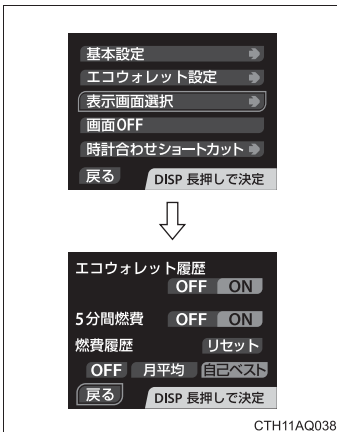 基本設定
エコウォレット設定
表示画面選択
画面OFF
時計合わせショートカット
戻る DISP 長押しで決定
エコウォレット履歴
OFF ON
5分間燃費 OFF ON
燃費履歴 リセット
OFF 月平均 自己ベスト
戻る DISP 長押しで決定
CTH11AQ038